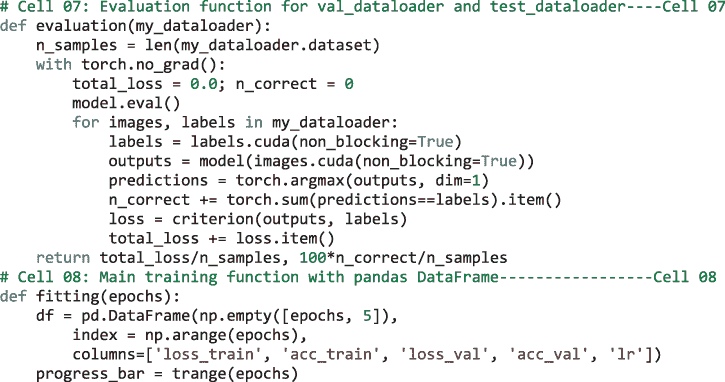 # Cell 07: Evaluation function for val_dataloader and test_dataloader----Cell 07
def evaluation(my_dataloader):
    n_samples = len(my_dataloader.dataset)
    with torch.no_grad():
        total_loss = 0.0; n_correct = 0
        model.eval()
        for images, labels in my_dataloader:
            labels = labels.cuda(non_blocking=True)
            outputs = model(images.cuda(non_blocking=True))
            predictions = torch.argmax(outputs, dim=1)
            n_correct += torch.sum(predictions==labels).item()
            loss = criterion(outputs, labels)
            total_loss += loss.item()
    return total_loss/n_samples, 100*n_correct/n_samples
# Cell 08: Main training function with pandas DataFrame-----------------Cell 08
def fitting(epochs):
    df = pd.DataFrame(np.empty([epochs, 5]),
        index = np.arange(epochs),
        columns=['loss_train', 'acc_train', 'loss_val', 'acc_val', 'lr'])
    progress_bar = trange(epochs)